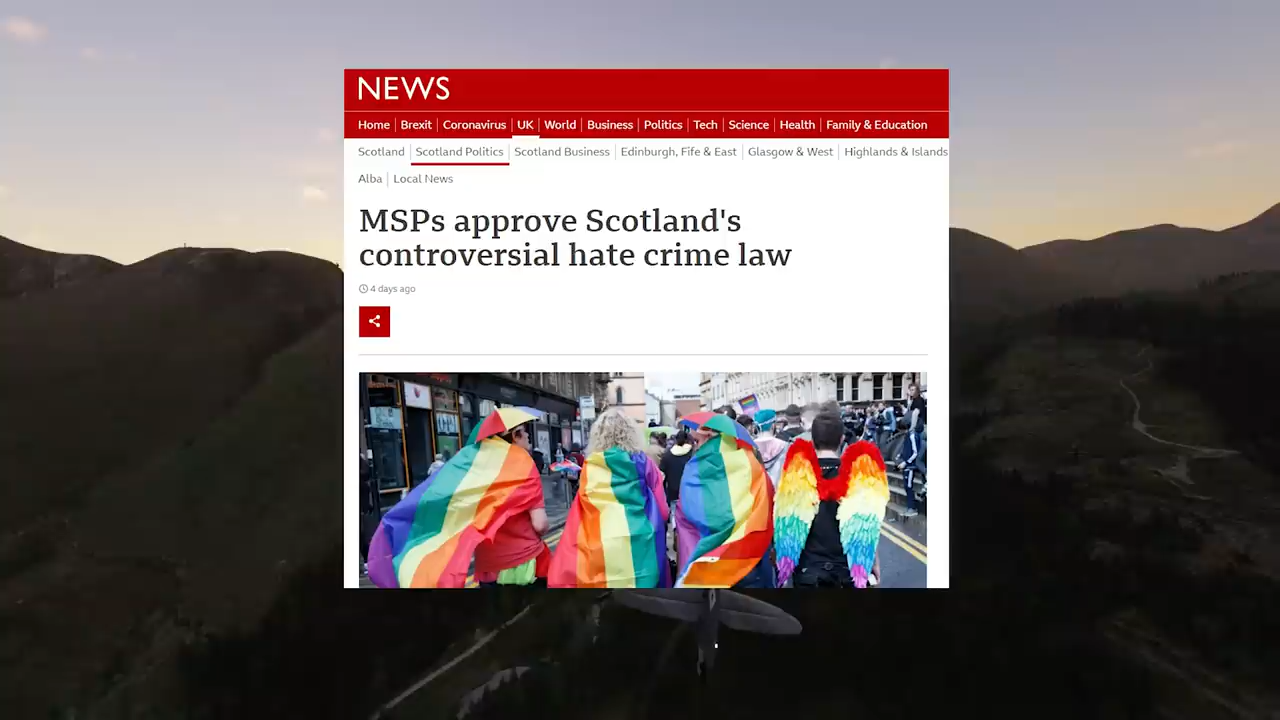 NEWS
Home Brexit Coronavirus UK World Business Politics Tech Science Health Family & Education
Scotland Scotland Politics Scotland Business Edinburgh, Fife & East Glasgow & West Highlands & Islands
Alba Local News
MSPs approve Scotland's
controversial hate crime law
4 days ago